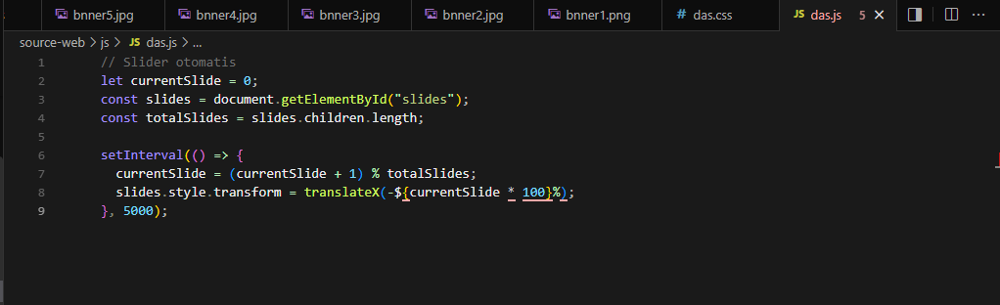 bnner5.jpg bnner4.jpg bnner3.jpg bnner2.jpg bnner1.png # das.css JS das.js 5 ✕ ···
source-web > js > JS das.js > ...
1 // Slider otomatis
2 let currentSlide = 0;
3 const slides = document.getElementById("slides");
4 const totalSlides = slides.children.length;
5
6 setInterval(() => {
7 currentSlide = (currentSlide + 1) % totalSlides;
8 slides.style.transform = translateX(-${currentSlide * 100}%);
9 }, 5000);